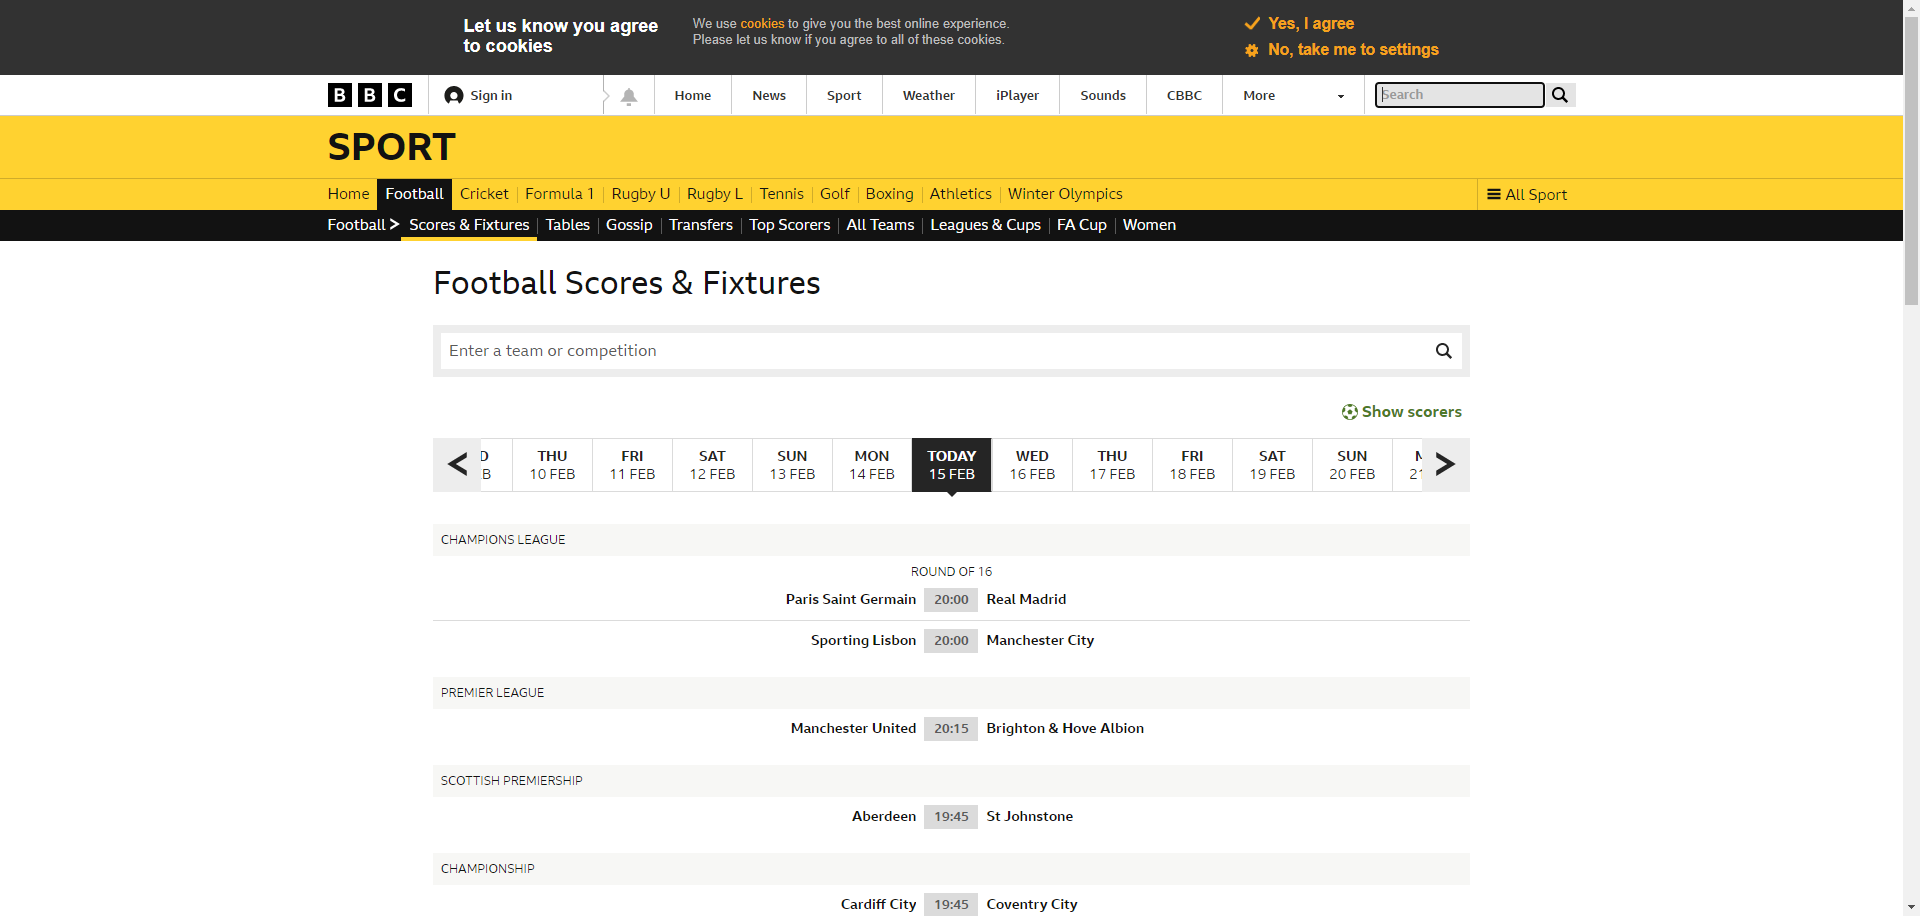 Let us know you agree
to cookies
We use cookies to give you the best online experience.
Please let us know if you agree to all of these cookies.
Yes, I agree
No, take me to settings
BBC
Sign in
Home
News
Sport
Weather
iPlayer
Sounds
CBBC
More
Search
SPORT
Home
Football
Cricket
Formula 1
Rugby U
Rugby L
Tennis
Golf
Boxing
Athletics
Winter Olympics
All Sport
Football >
Scores & Fixtures
Tables
Gossip
Transfers
Top Scorers
All Teams
Leagues & Cups
FA Cup
Women
Football Scores & Fixtures
Enter a team or competition
Show scorers
THU
10 FEB
FRI
11 FEB
SAT
12 FEB
SUN
13 FEB
MON
14 FEB
TODAY
15 FEB
WED
16 FEB
THU
17 FEB
FRI
18 FEB
SAT
19 FEB
SUN
20 FEB
CHAMPIONS LEAGUE
ROUND OF 16
Paris Saint Germain 20:00 Real Madrid
Sporting Lisbon 20:00 Manchester City
PREMIER LEAGUE
Manchester United 20:15 Brighton & Hove Albion
SCOTTISH PREMIERSHIP
Aberdeen 19:45 St Johnstone
CHAMPIONSHIP
Cardiff City 19:45 Coventry City